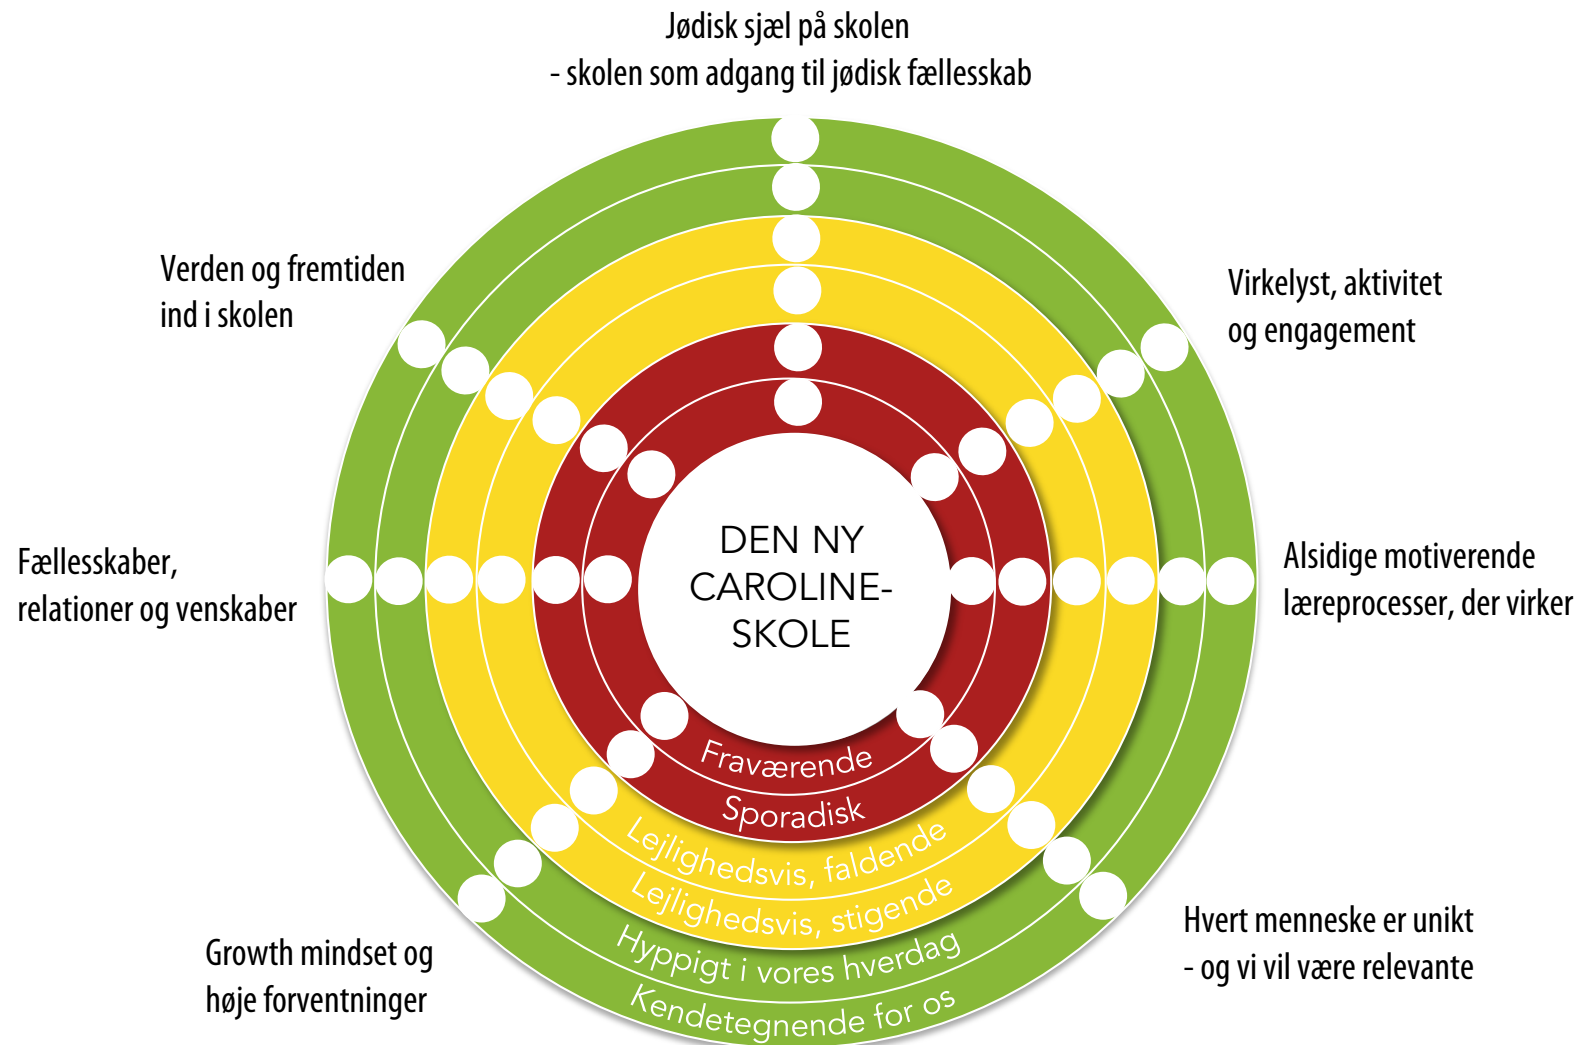 Jødisk sjæl på skolen
- skolen som adgang til jødisk fællesskab
Verden og fremtiden
ind i skolen
Virkelyst, aktivitet
og engagement
Fællesskaber,
relationer og venskaber
DEN NY
CAROLINE-
SKOLE
Alsidige motiverende
læreprocesser, der virker
Fraværende
Sporadisk
Lejlighedsvis, faldende
Lejlighedsvis, stigende
Hyppigt i vores hverdag
Kendetegnende for os
Growth mindset og
høje forventninger
Hvert menneske er unikt
- og vi vil være relevante